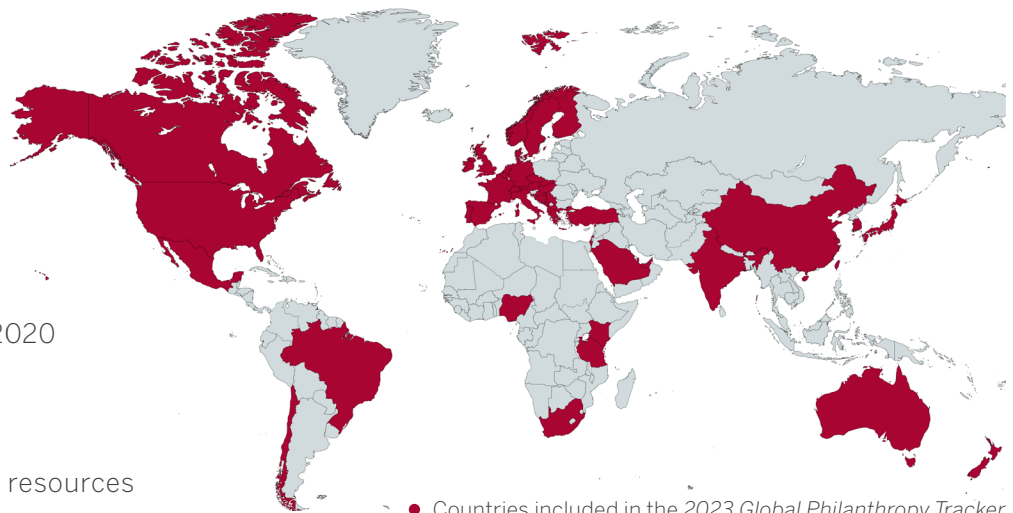 2020
resources
Countries included in the 2023 Global Philanthropy Tracker